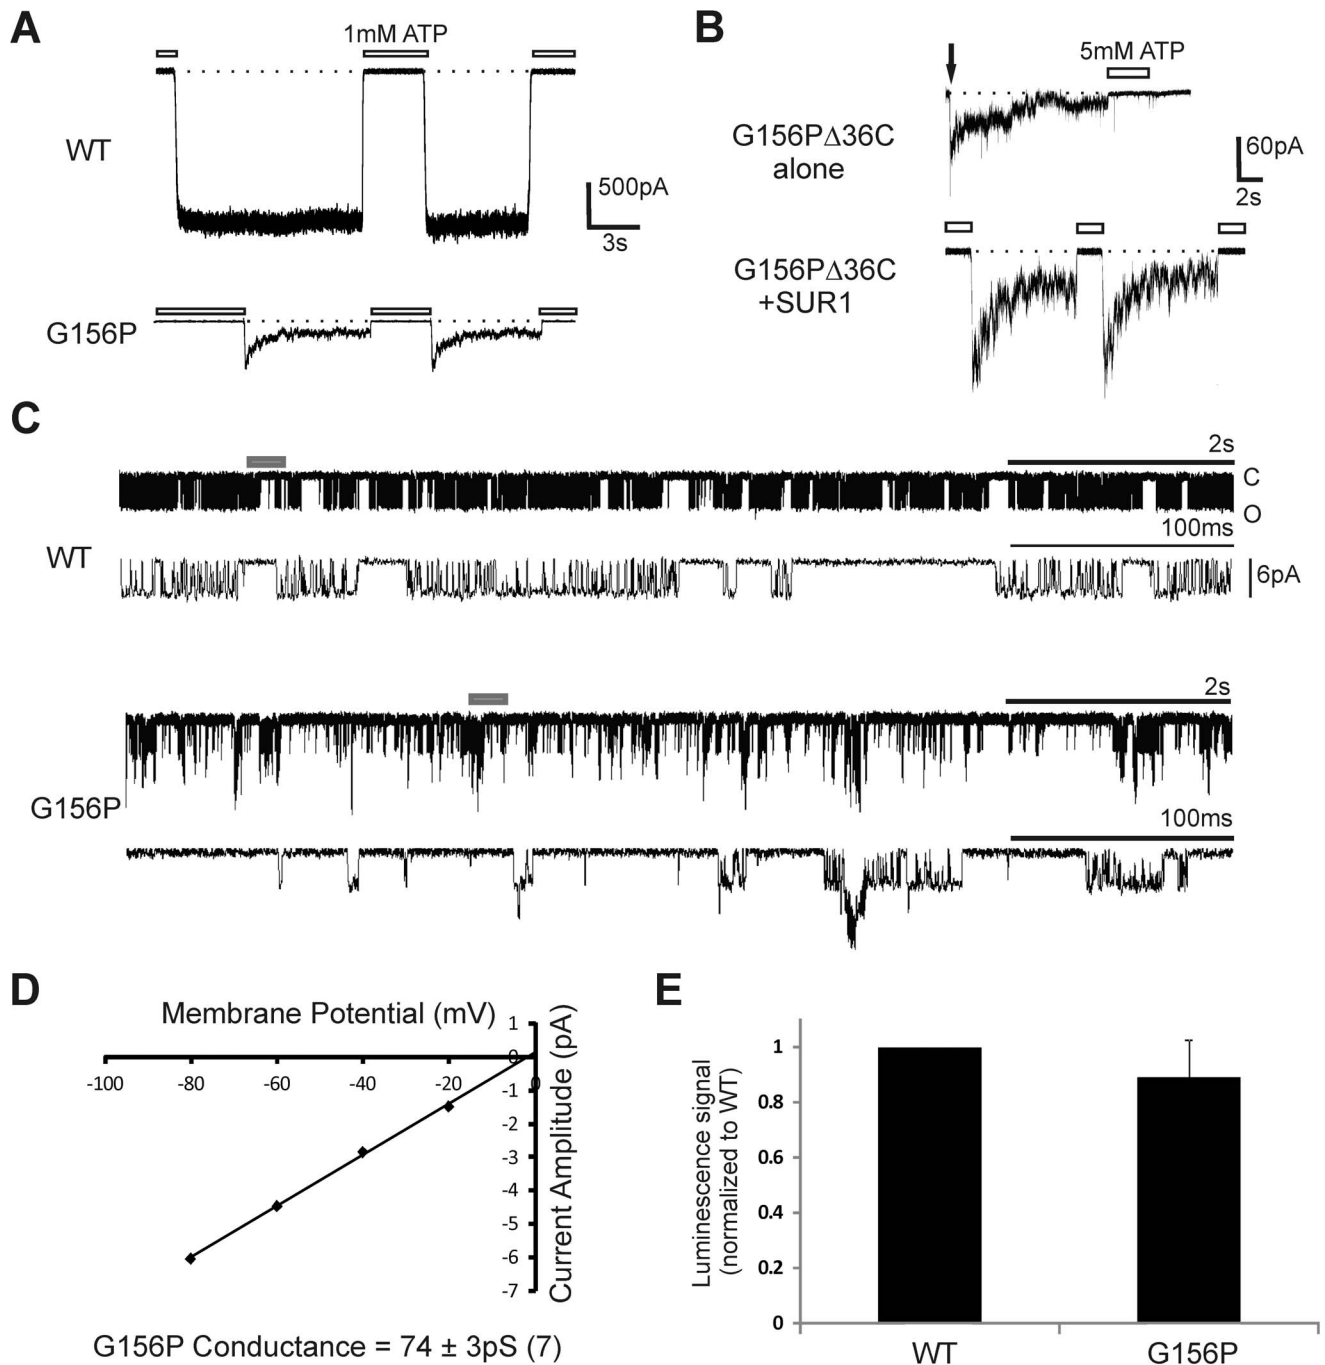 A
1mM ATP
WT
500pA
3s
G156P
B
5mM ATP
G156PΔ36C
alone
60pA
2s
G156PΔ36C
+SUR1
C
2s
C
O
100ms
WT
6pA
2s
G156P
100ms
D
Membrane Potential (mV)
Current Amplitude (pA)
1
0
-100 -80 -60 -40 -20 0
-1
-2
-3
-4
-5
-6
-7
G156P Conductance = 74 ± 3pS (7)
E
Luminescence signal
(normalized to WT)
1
0.8
0.6
0.4
0.2
0
WT G156P